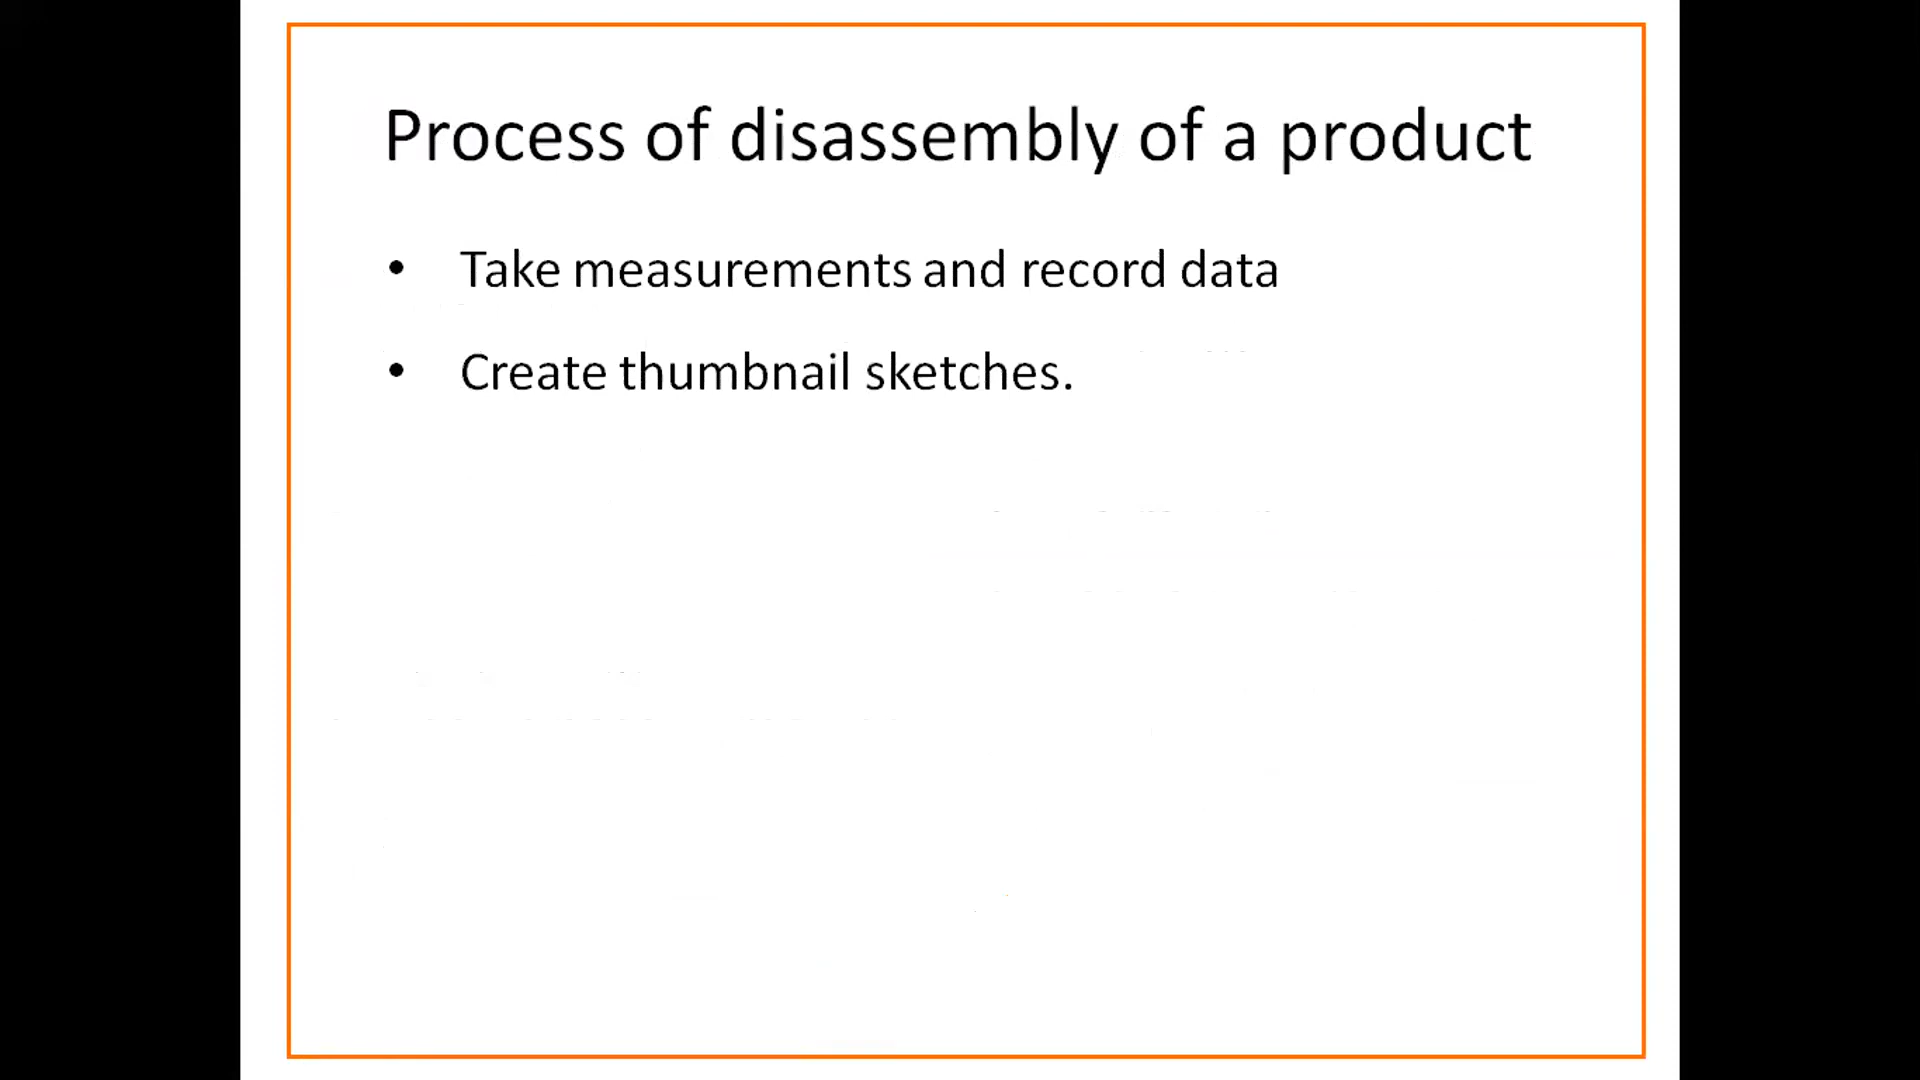 Process of disassembly of a product
• Take measurements and record data
• Create thumbnail sketches.